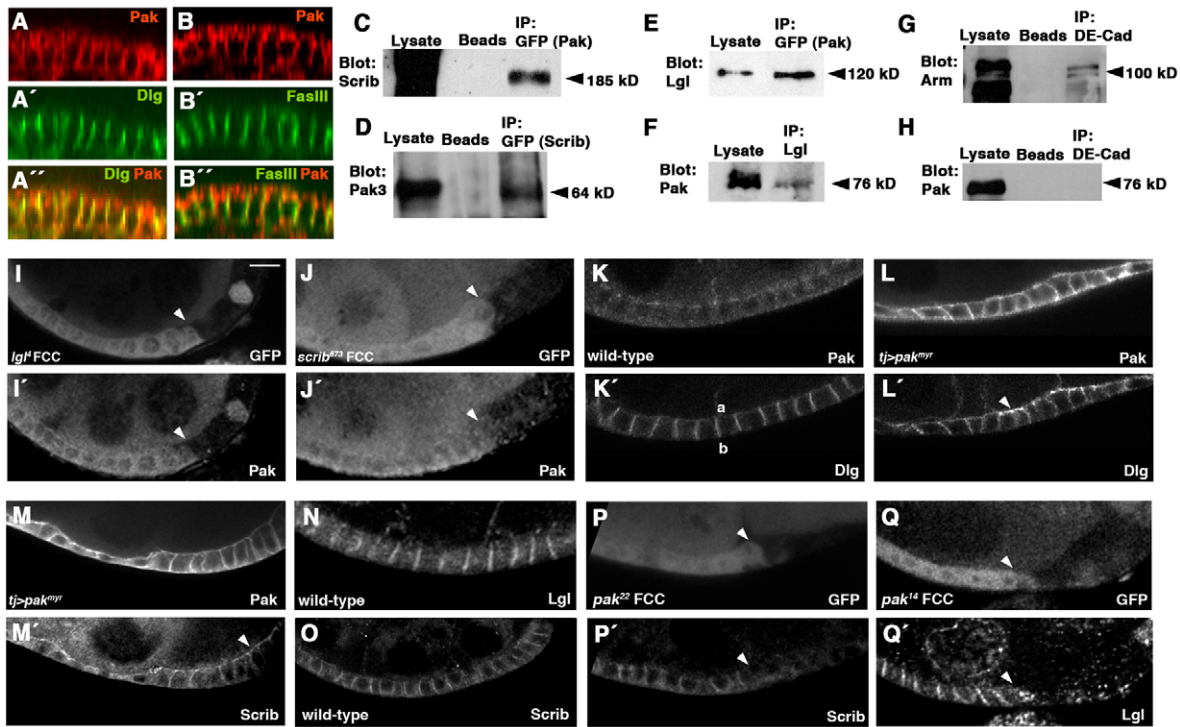 A Pak
B Pak
A´ Dlg
B´ FasIII
A´´ Dlg Pak
B´´ FasIII Pak
C
Lysate Beads IP: GFP (Pak)
Blot: Scrib
185 kD
D
Lysate Beads IP: GFP (Scrib)
Blot: Pak3
64 kD
E
Lysate IP: GFP (Pak)
Blot: Lgl
120 kD
F
Lysate IP: Lgl
Blot: Pak
76 kD
G
Lysate Beads IP: DE-Cad
Blot: Arm
100 kD
H
Lysate Beads IP: DE-Cad
Blot: Pak
76 kD
I
lgl⁴ FCC GFP
J
scrib⁶⁷³ FCC GFP
K
wild-type Pak
L
tj>pakᵐʸʳ Pak
I´
Pak
J´
Pak
K´
a
b
Dlg
L´
Dlg
M
tj>pakᵐʸʳ Pak
N
wild-type Lgl
P
pak²² FCC GFP
Q
pak¹⁴ FCC GFP
M´
Scrib
O
wild-type Scrib
P´
Scrib
Q´
Lgl